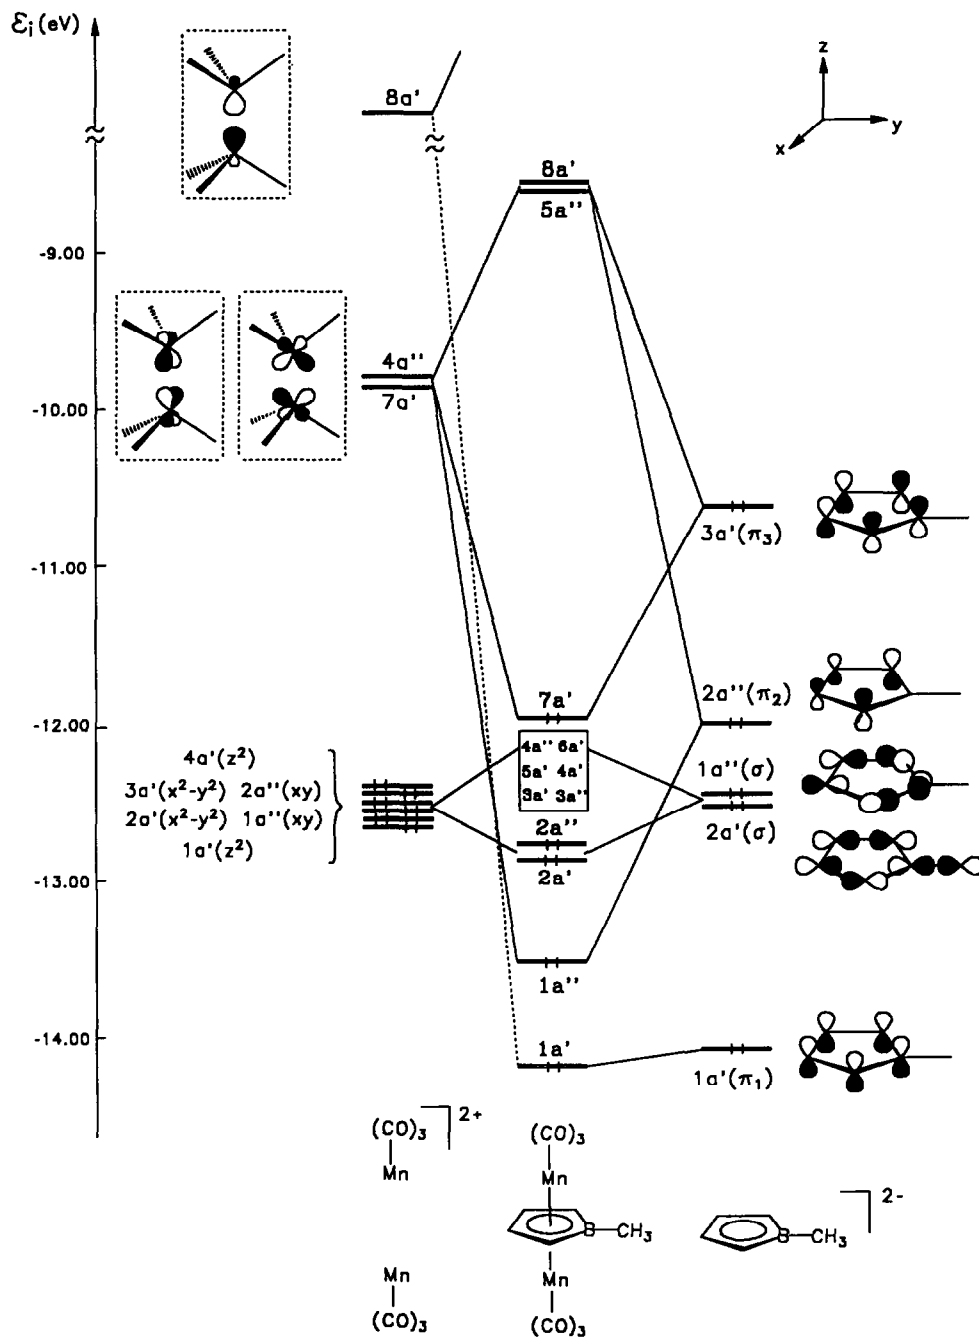 ε_i (eV)
8a'
z
x
y
8a'
5a''
-9.00
4a''
7a'
-10.00
3a'(π₃)
-11.00
7a'
2a''(π₂)
-12.00
4a'' 6a'
5a' 4a'
3a' 3a''
4a'(z²)
3a'(x²-y²) 2a''(xy)
2a'(x²-y²) 1a''(xy)
1a'(z²)
1a''(σ)
2a'(σ)
2a''
2a'
-13.00
1a''
-14.00
1a'
1a'(π₁)
(CO)₃ 2+
Mn
Mn
(CO)₃
(CO)₃
Mn
B—CH₃
Mn
(CO)₃
B—CH₃ 2-